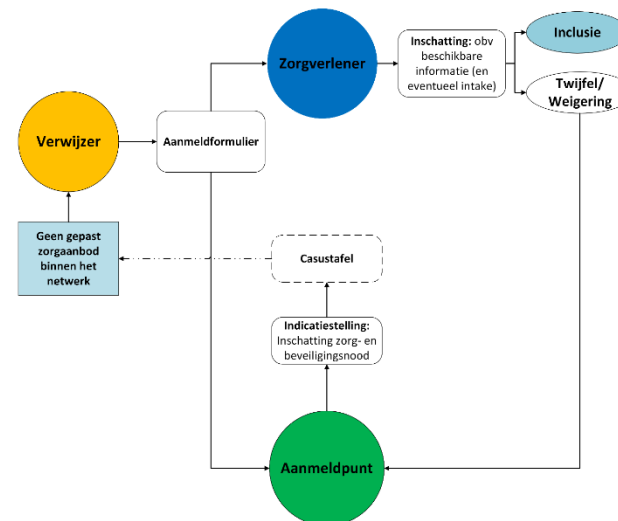 Verwijzer
Aanmeldformulier
Zorgverlener
Inschatting: obv
beschikbare
informatie (en
eventueel intake)
Inclusie
Twijfel/
Weigering
Geen gepast
zorgaanbod
binnen het
netwerk
Casustafel
Indicatiestelling:
Inschatting zorg- en
beveiligingsnood
Aanmeldpunt